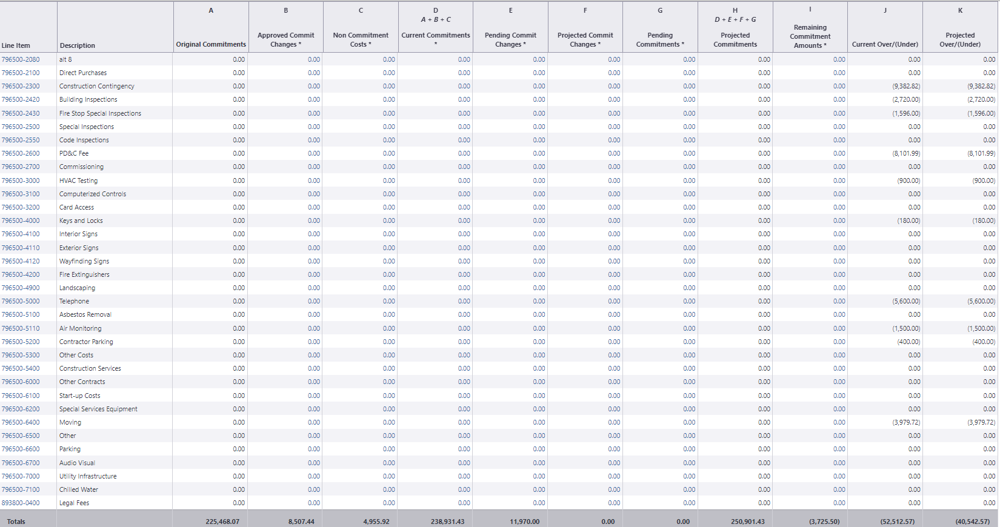 A B C D E F G H I J K
A + B + C D + E + F + G
Line Item Description Original Commitments Approved Commit Changes * Non Commitment Costs * Current Commitments * Pending Commit Changes * Projected Commit Changes * Pending Commitments * Projected Commitments Remaining Commitment Amounts * Current Over/(Under) Projected Over/(Under)
796500-2080 alt 8 0.00 0.00 0.00 0.00 0.00 0.00 0.00 0.00 0.00 0.00 0.00
796500-2100 Direct Purchases 0.00 0.00 0.00 0.00 0.00 0.00 0.00 0.00 0.00 0.00 0.00
796500-2300 Construction Contingency 0.00 0.00 0.00 0.00 0.00 0.00 0.00 0.00 0.00 (9,382.82) (9,382.82)
796500-2420 Building Inspections 0.00 0.00 0.00 0.00 0.00 0.00 0.00 0.00 0.00 (2,720.00) (2,720.00)
796500-2430 Fire Stop Special Inspections 0.00 0.00 0.00 0.00 0.00 0.00 0.00 0.00 0.00 (1,596.00) (1,596.00)
796500-2500 Special Inspections 0.00 0.00 0.00 0.00 0.00 0.00 0.00 0.00 0.00 0.00 0.00
796500-2550 Code Inspections 0.00 0.00 0.00 0.00 0.00 0.00 0.00 0.00 0.00 0.00 0.00
796500-2600 PD&C Fee 0.00 0.00 0.00 0.00 0.00 0.00 0.00 0.00 0.00 (8,101.99) (8,101.99)
796500-2700 Commissioning 0.00 0.00 0.00 0.00 0.00 0.00 0.00 0.00 0.00 0.00 0.00
796500-3000 HVAC Testing 0.00 0.00 0.00 0.00 0.00 0.00 0.00 0.00 0.00 (900.00) (900.00)
796500-3100 Computerized Controls 0.00 0.00 0.00 0.00 0.00 0.00 0.00 0.00 0.00 0.00 0.00
796500-3200 Card Access 0.00 0.00 0.00 0.00 0.00 0.00 0.00 0.00 0.00 0.00 0.00
796500-4000 Keys and Locks 0.00 0.00 0.00 0.00 0.00 0.00 0.00 0.00 0.00 (180.00) (180.00)
796500-4100 Interior Signs 0.00 0.00 0.00 0.00 0.00 0.00 0.00 0.00 0.00 0.00 0.00
796500-4110 Exterior Signs 0.00 0.00 0.00 0.00 0.00 0.00 0.00 0.00 0.00 0.00 0.00
796500-4120 Wayfinding Signs 0.00 0.00 0.00 0.00 0.00 0.00 0.00 0.00 0.00 0.00 0.00
796500-4200 Fire Extinguishers 0.00 0.00 0.00 0.00 0.00 0.00 0.00 0.00 0.00 0.00 0.00
796500-4900 Landscaping 0.00 0.00 0.00 0.00 0.00 0.00 0.00 0.00 0.00 0.00 0.00
796500-5000 Telephone 0.00 0.00 0.00 0.00 0.00 0.00 0.00 0.00 0.00 (5,600.00) (5,600.00)
796500-5100 Asbestos Removal 0.00 0.00 0.00 0.00 0.00 0.00 0.00 0.00 0.00 0.00 0.00
796500-5110 Air Monitoring 0.00 0.00 0.00 0.00 0.00 0.00 0.00 0.00 0.00 (1,500.00) (1,500.00)
796500-5200 Contractor Parking 0.00 0.00 0.00 0.00 0.00 0.00 0.00 0.00 0.00 (400.00) (400.00)
796500-5300 Other Costs 0.00 0.00 0.00 0.00 0.00 0.00 0.00 0.00 0.00 0.00 0.00
796500-5400 Construction Services 0.00 0.00 0.00 0.00 0.00 0.00 0.00 0.00 0.00 0.00 0.00
796500-6000 Other Contracts 0.00 0.00 0.00 0.00 0.00 0.00 0.00 0.00 0.00 0.00 0.00
796500-6100 Start-up Costs 0.00 0.00 0.00 0.00 0.00 0.00 0.00 0.00 0.00 0.00 0.00
796500-6200 Special Services Equipment 0.00 0.00 0.00 0.00 0.00 0.00 0.00 0.00 0.00 0.00 0.00
796500-6400 Moving 0.00 0.00 0.00 0.00 0.00 0.00 0.00 0.00 0.00 (3,979.72) (3,979.72)
796500-6500 Other 0.00 0.00 0.00 0.00 0.00 0.00 0.00 0.00 0.00 0.00 0.00
796500-6600 Parking 0.00 0.00 0.00 0.00 0.00 0.00 0.00 0.00 0.00 0.00 0.00
796500-6700 Audio Visual 0.00 0.00 0.00 0.00 0.00 0.00 0.00 0.00 0.00 0.00 0.00
796500-7000 Utility Infrastructure 0.00 0.00 0.00 0.00 0.00 0.00 0.00 0.00 0.00 0.00 0.00
796500-7100 Chilled Water 0.00 0.00 0.00 0.00 0.00 0.00 0.00 0.00 0.00 0.00 0.00
893800-0400 Legal Fees 0.00 0.00 0.00 0.00 0.00 0.00 0.00 0.00 0.00 0.00 0.00
Totals 225,468.07 8,507.44 4,955.92 238,931.43 11,970.00 0.00 0.00 250,901.43 (3,725.50) (52,512.57) (40,542.57)